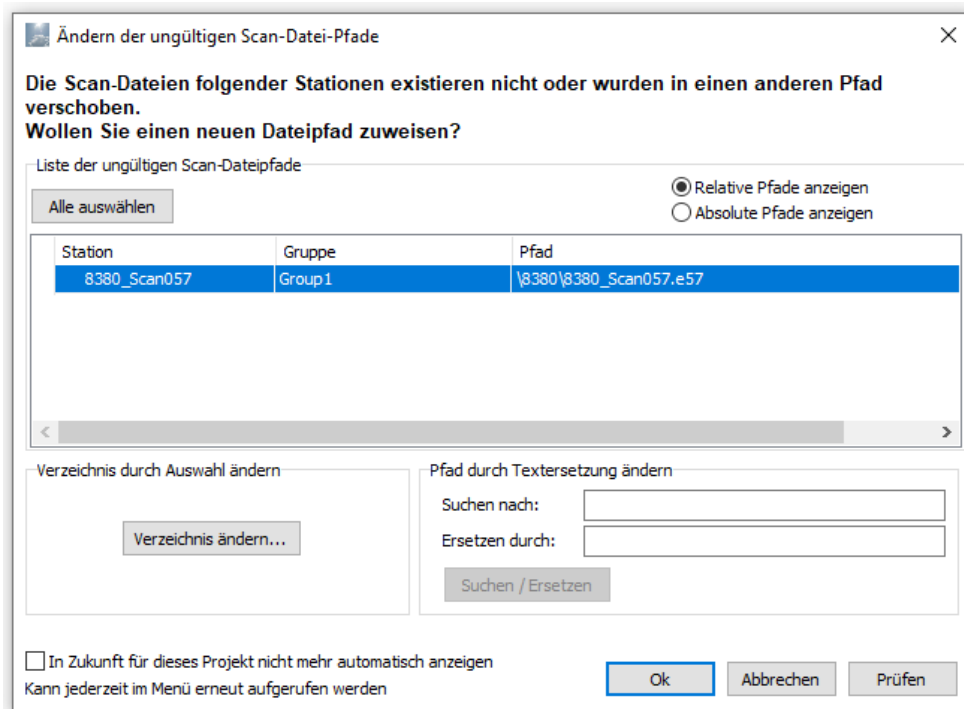 Ändern der ungültigen Scan-Datei-Pfade
Die Scan-Dateien folgender Stationen existieren nicht oder wurden in einen anderen Pfad
verschoben.
Wollen Sie einen neuen Dateipfad zuweisen?
Liste der ungültigen Scan-Dateipfade
Alle auswählen
Relative Pfade anzeigen
Absolute Pfade anzeigen
Station Gruppe Pfad
8380_Scan057 Group1 \8380\8380_Scan057.e57
Verzeichnis durch Auswahl ändern
Verzeichnis ändern...
Pfad durch Textersetzung ändern
Suchen nach:
Ersetzen durch:
Suchen / Ersetzen
In Zukunft für dieses Projekt nicht mehr automatisch anzeigen
Kann jederzeit im Menü erneut aufgerufen werden
Ok Abbrechen Prüfen